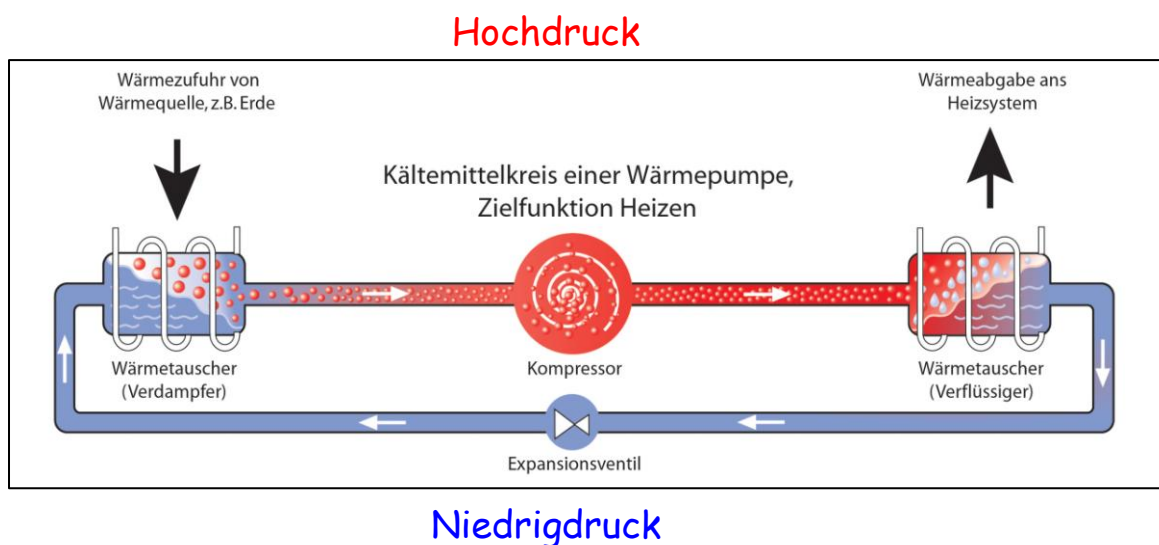 Hochdruck
Wärmezufuhr von
Wärmequelle, z.B. Erde
Wärmeabgabe ans
Heizsystem
Kältemittelkreis einer Wärmepumpe,
Zielfunktion Heizen
Wärmetauscher
(Verdampfer)
Kompressor
Wärmetauscher
(Verflüssiger)
Expansionsventil
Niedrigdruck